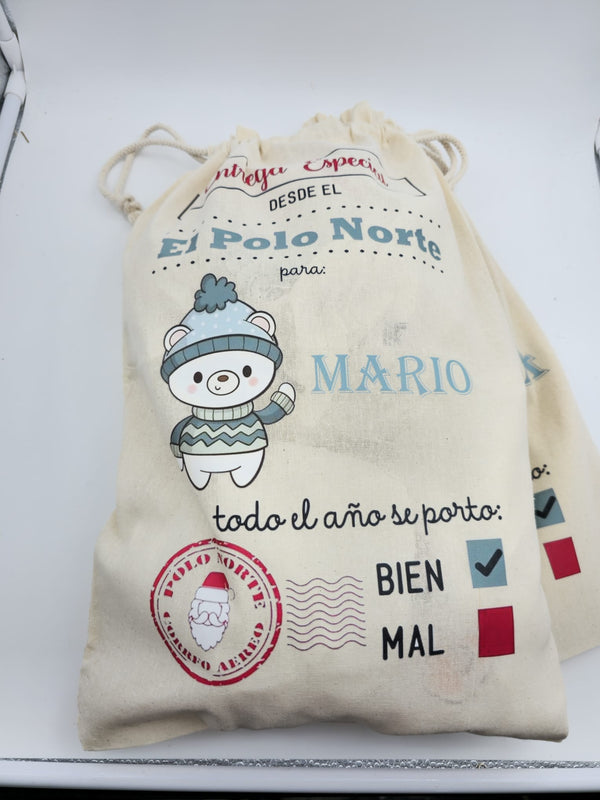 Entrega Especial
DESDE EL
El Polo Norte
para:
MARIO
todo el año se porto:
BIEN
MAL
POLO NORTE
CORREO AEREO
o: